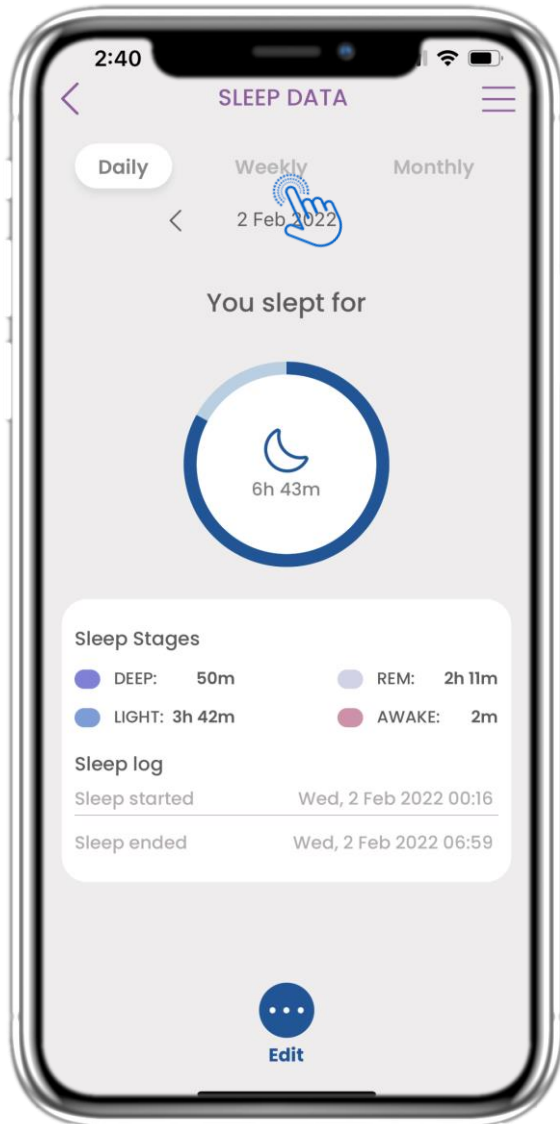 2:40
SLEEP DATA
Daily Weekly Monthly
2 Feb 2022
You slept for
6h 43m
Sleep Stages
DEEP: 50m REM: 2h 11m
LIGHT: 3h 42m AWAKE: 2m
Sleep log
Sleep started Wed, 2 Feb 2022 00:16
Sleep ended Wed, 2 Feb 2022 06:59
Edit